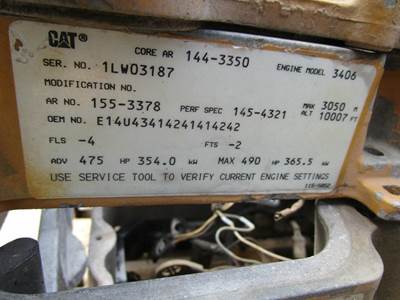 CAT® CORE AR 144-3350
SER. NO. 1LW03187 ENGINE MODEL 3406
MODIFICATION NO.
AR NO. 155-3378 PERF SPEC 145-4321 MAX ALT 3050 M 10007 FT
OEM NO. E14U43414241414242
FLS -4 FTS -2
ADV 475 HP 354.0 kW MAX 490 HP 365.5 kW
USE SERVICE TOOL TO VERIFY CURRENT ENGINE SETTINGS